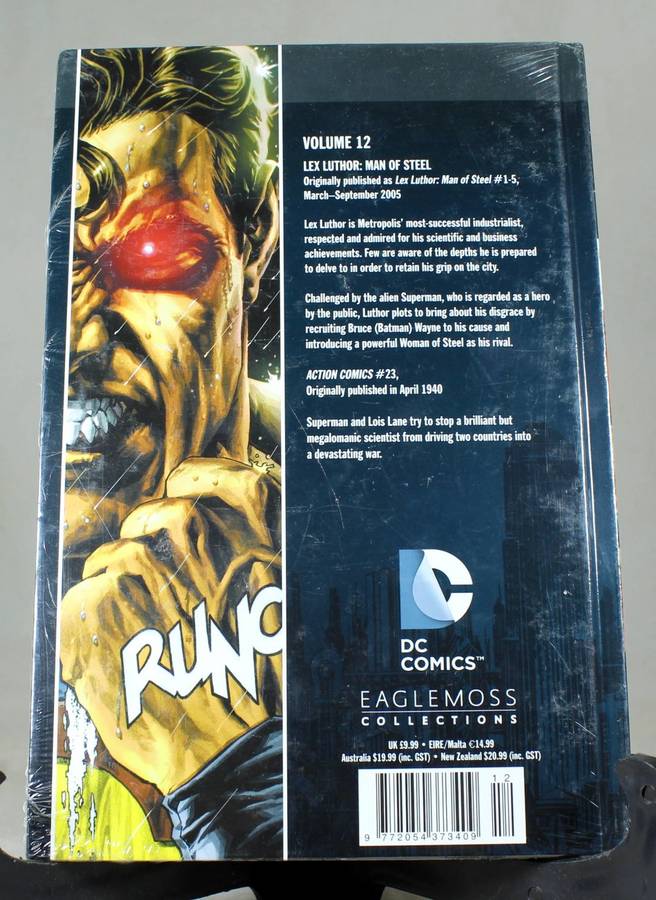 VOLUME 12
LEX LUTHOR: MAN OF STEEL
Originally published as Lex Luthor: Man of Steel #1-5,
March–September 2005
Lex Luthor is Metropolis' most-successful industrialist,
respected and admired for his scientific and business
achievements. Few are aware of the depths he is prepared
to delve to in order to retain his grip on the city.
Challenged by the alien Superman, who is regarded as a hero
by the public, Luthor plots to bring about his disgrace by
recruiting Bruce (Batman) Wayne to his cause and
introducing a powerful Woman of Steel as his rival.
ACTION COMICS #23,
Originally published in April 1940
Superman and Lois Lane try to stop a brilliant but
megalomanic scientist from driving two countries into
a devastating war.
RUNC
DC
COMICS™
EAGLEMOSS
COLLECTIONS
UK £9.99 • EIRE/Malta €14.99
Australia $19.99 (inc. GST) • New Zealand $20.99 (inc. GST)
1 2
9 772054 373409